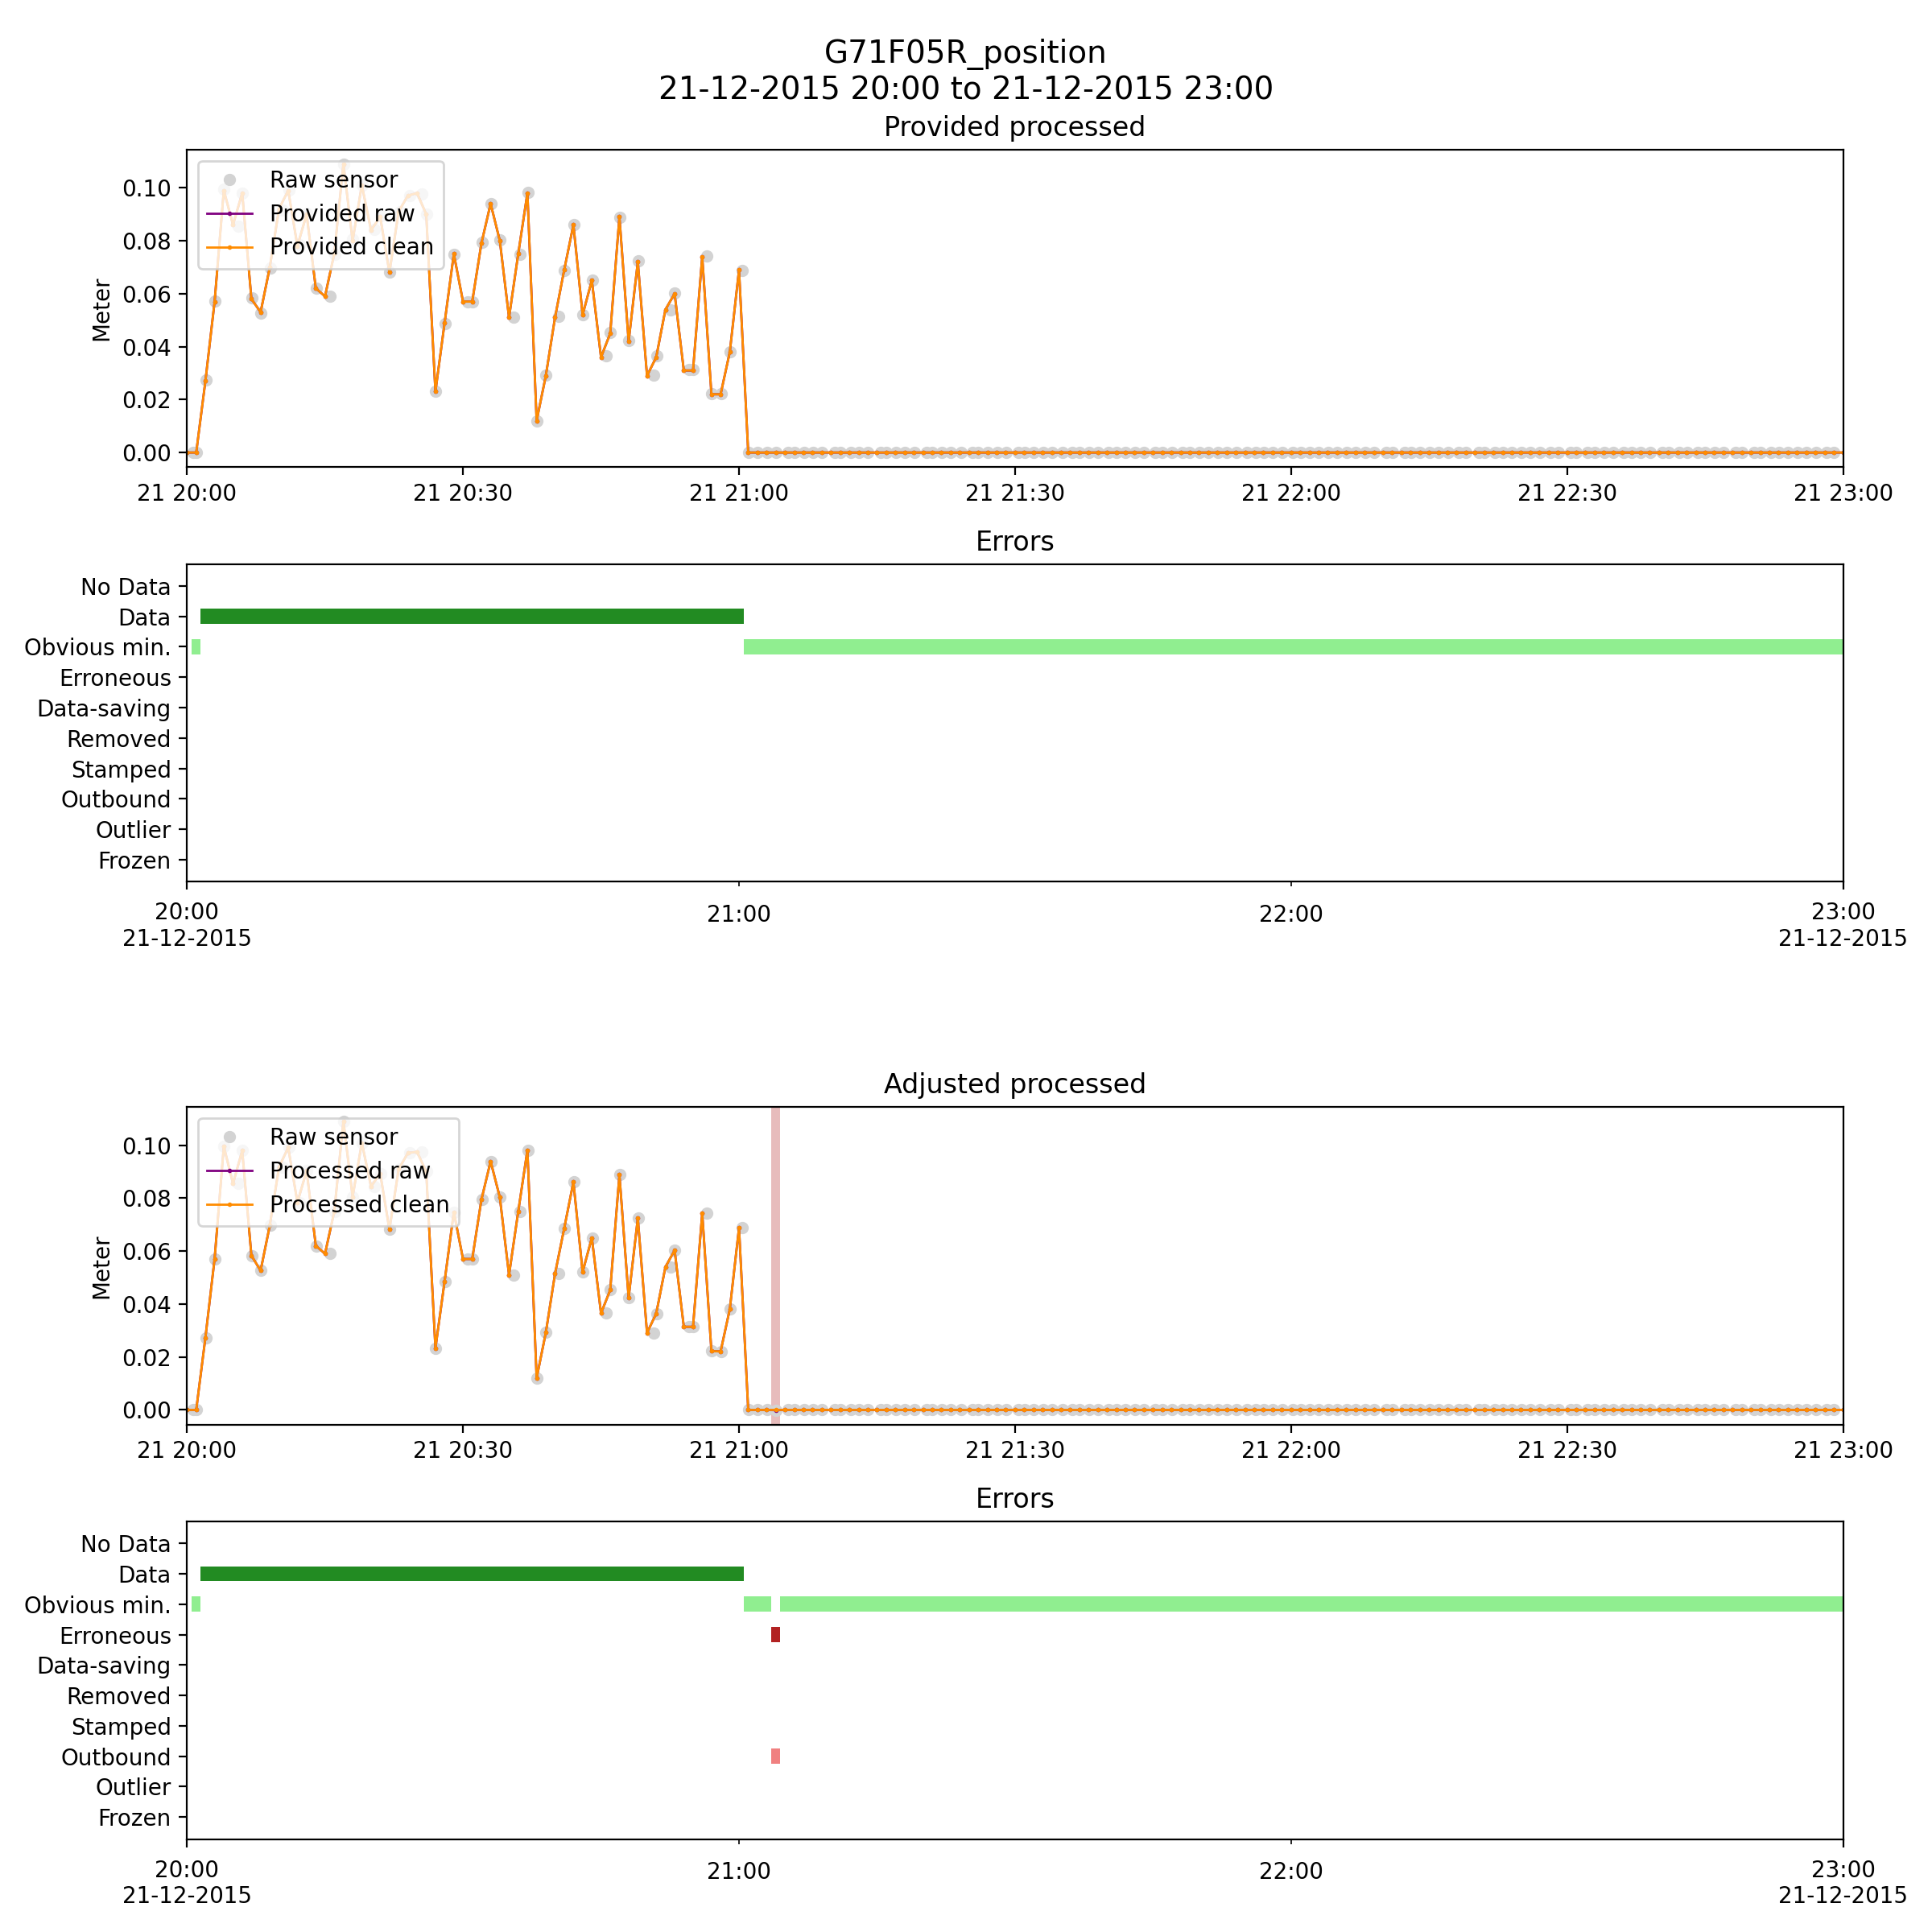 G71F05R_position
21-12-2015 20:00 to 21-12-2015 23:00
Provided processed
Raw sensor
Provided raw
Provided clean
Meter
0.10
0.08
0.06
0.04
0.02
0.00
21 20:00 21 20:30 21 21:00 21 21:30 21 22:00 21 22:30 21 23:00
Errors
No Data
Data
Obvious min.
Erroneous
Data-saving
Removed
Stamped
Outbound
Outlier
Frozen
20:00 21:00 22:00 23:00
21-12-2015 21-12-2015
Adjusted processed
Raw sensor
Processed raw
Processed clean
Meter
0.10
0.08
0.06
0.04
0.02
0.00
21 20:00 21 20:30 21 21:00 21 21:30 21 22:00 21 22:30 21 23:00
Errors
No Data
Data
Obvious min.
Erroneous
Data-saving
Removed
Stamped
Outbound
Outlier
Frozen
20:00 21:00 22:00 23:00
21-12-2015 21-12-2015